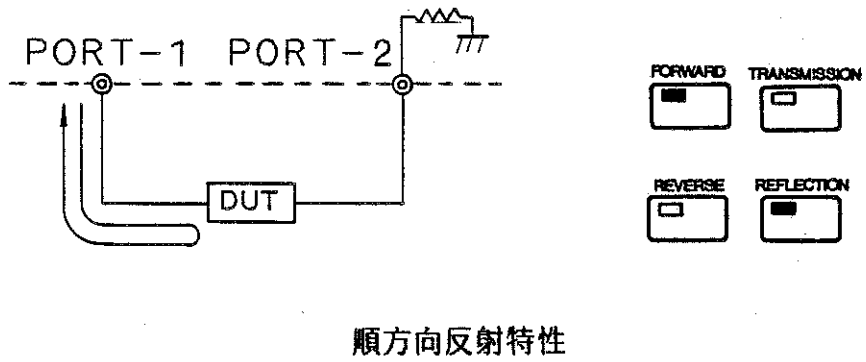 PORT-1 PORT-2
FORWARD TRANSMISSION
DUT
REVERSE REFLECTION
順方向反射特性